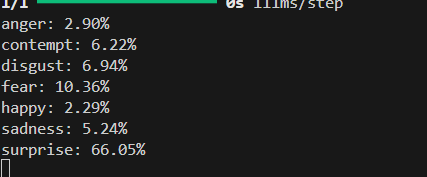 1/1 0s 111ms/step
anger: 2.90%
contempt: 6.22%
disgust: 6.94%
fear: 10.36%
happy: 2.29%
sadness: 5.24%
surprise: 66.05%